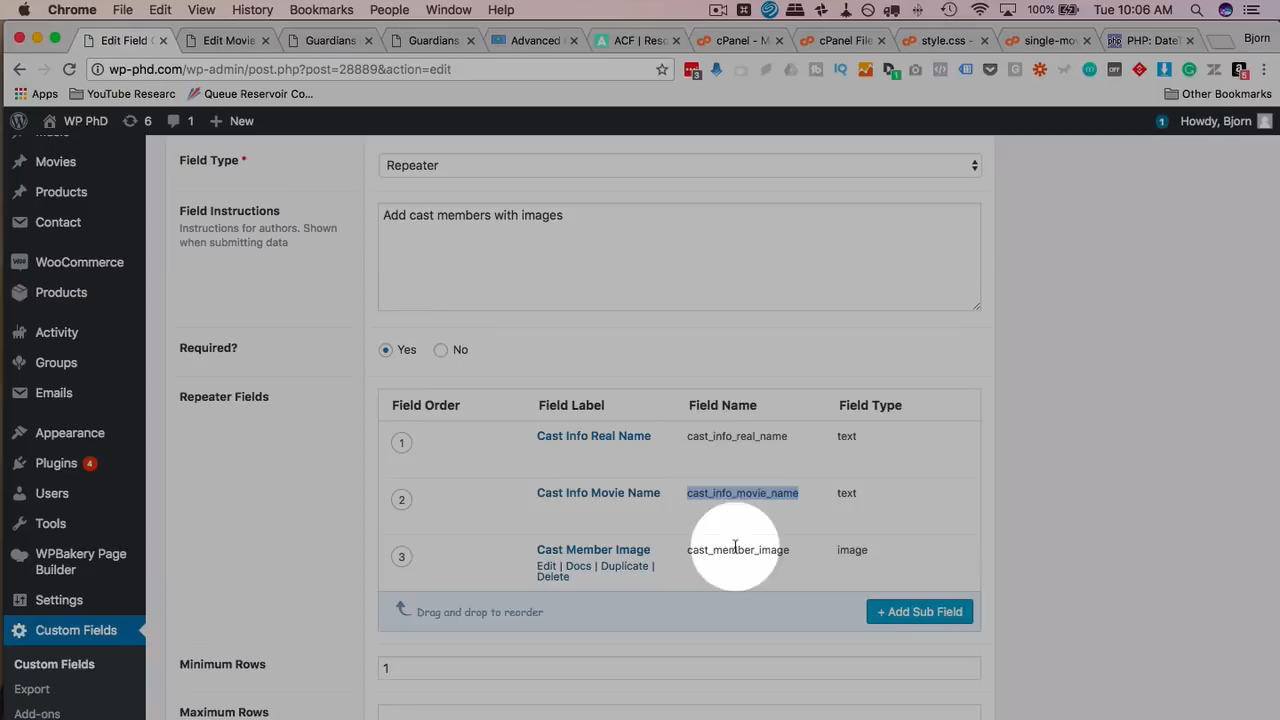 Chrome File Edit View History Bookmarks People Window Help 100% Tue 10:06 AM
Edit Field G Edit Movie Guardians Guardians Advanced ACF | Reso cPanel - M cPanel File style.css - single-mov PHP: DateT Bjorn
wp-phd.com/wp-admin/post.php?post=28889&action=edit
Apps YouTube Researc Queue Reservoir Co... Other Bookmarks
WP PhD 6 1 New 1 Howdy, Bjorn
Movies
Products
Contact
WooCommerce
Products
Activity
Groups
Emails
Appearance
Plugins 4
Users
Tools
WPBakery Page
Builder
Settings
Custom Fields
Custom Fields
Export
Add-ons
Field Type *
Repeater
Field Instructions
Instructions for authors. Shown
when submitting data
Add cast members with images
Required?
Yes No
Repeater Fields
Field Order Field Label Field Name Field Type
1 Cast Info Real Name cast_info_real_name text
2 Cast Info Movie Name cast_info_movie_name text
3 Cast Member Image cast_member_image image
Edit | Docs | Duplicate |
Delete
Drag and drop to reorder
+ Add Sub Field
Minimum Rows
1
Maximum Rows